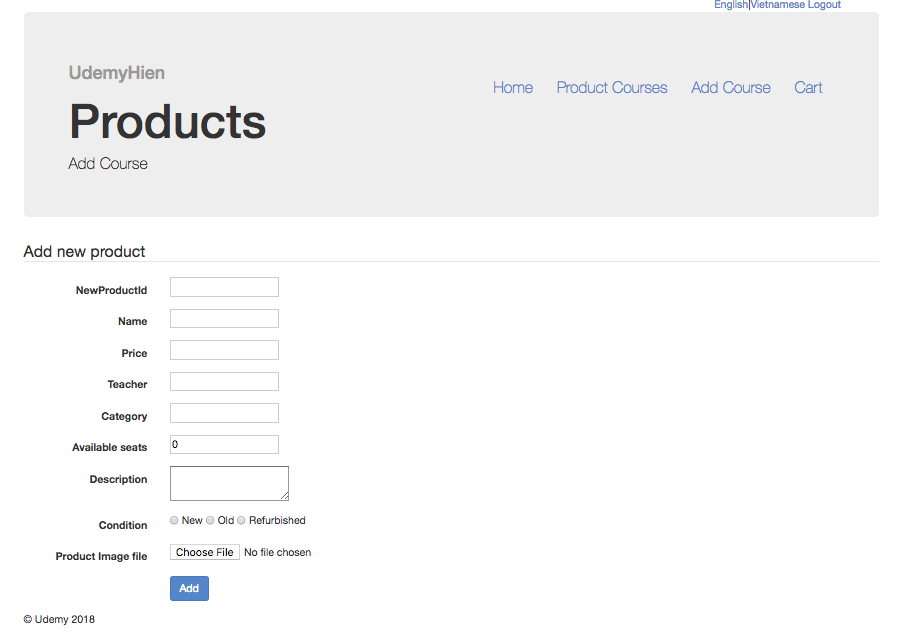 English|Vietnamese Logout
UdemyHien
Home Product Courses Add Course Cart
Products
Add Course
Add new product
NewProductId
Name
Price
Teacher
Category
Available seats 0
Description
Condition New Old Refurbished
Product Image file Choose File No file chosen
Add
© Udemy 2018